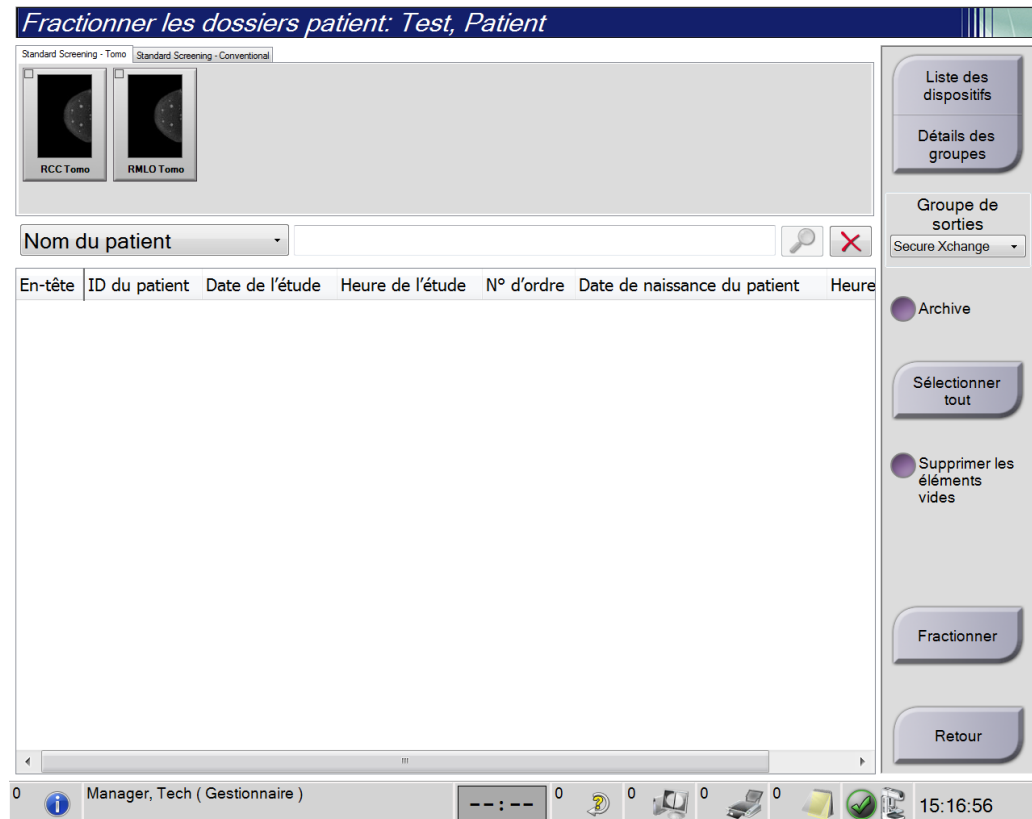 Fractionner les dossiers patient: Test, Patient
Standard Screening - Tomo
Standard Screening - Conventional
RCC Tomo
RMLO Tomo
Nom du patient
En-tête
ID du patient
Date de l'étude
Heure de l'étude
N° d'ordre
Date de naissance du patient
Heure
Liste des
dispositifs
Détails des
groupes
Groupe de
sorties
Secure Xchange
Archive
Sélectionner
tout
Supprimer les
éléments
vides
Fractionner
Retour
0
Manager, Tech ( Gestionnaire )
--:--
0
0
0
0
15:16:56